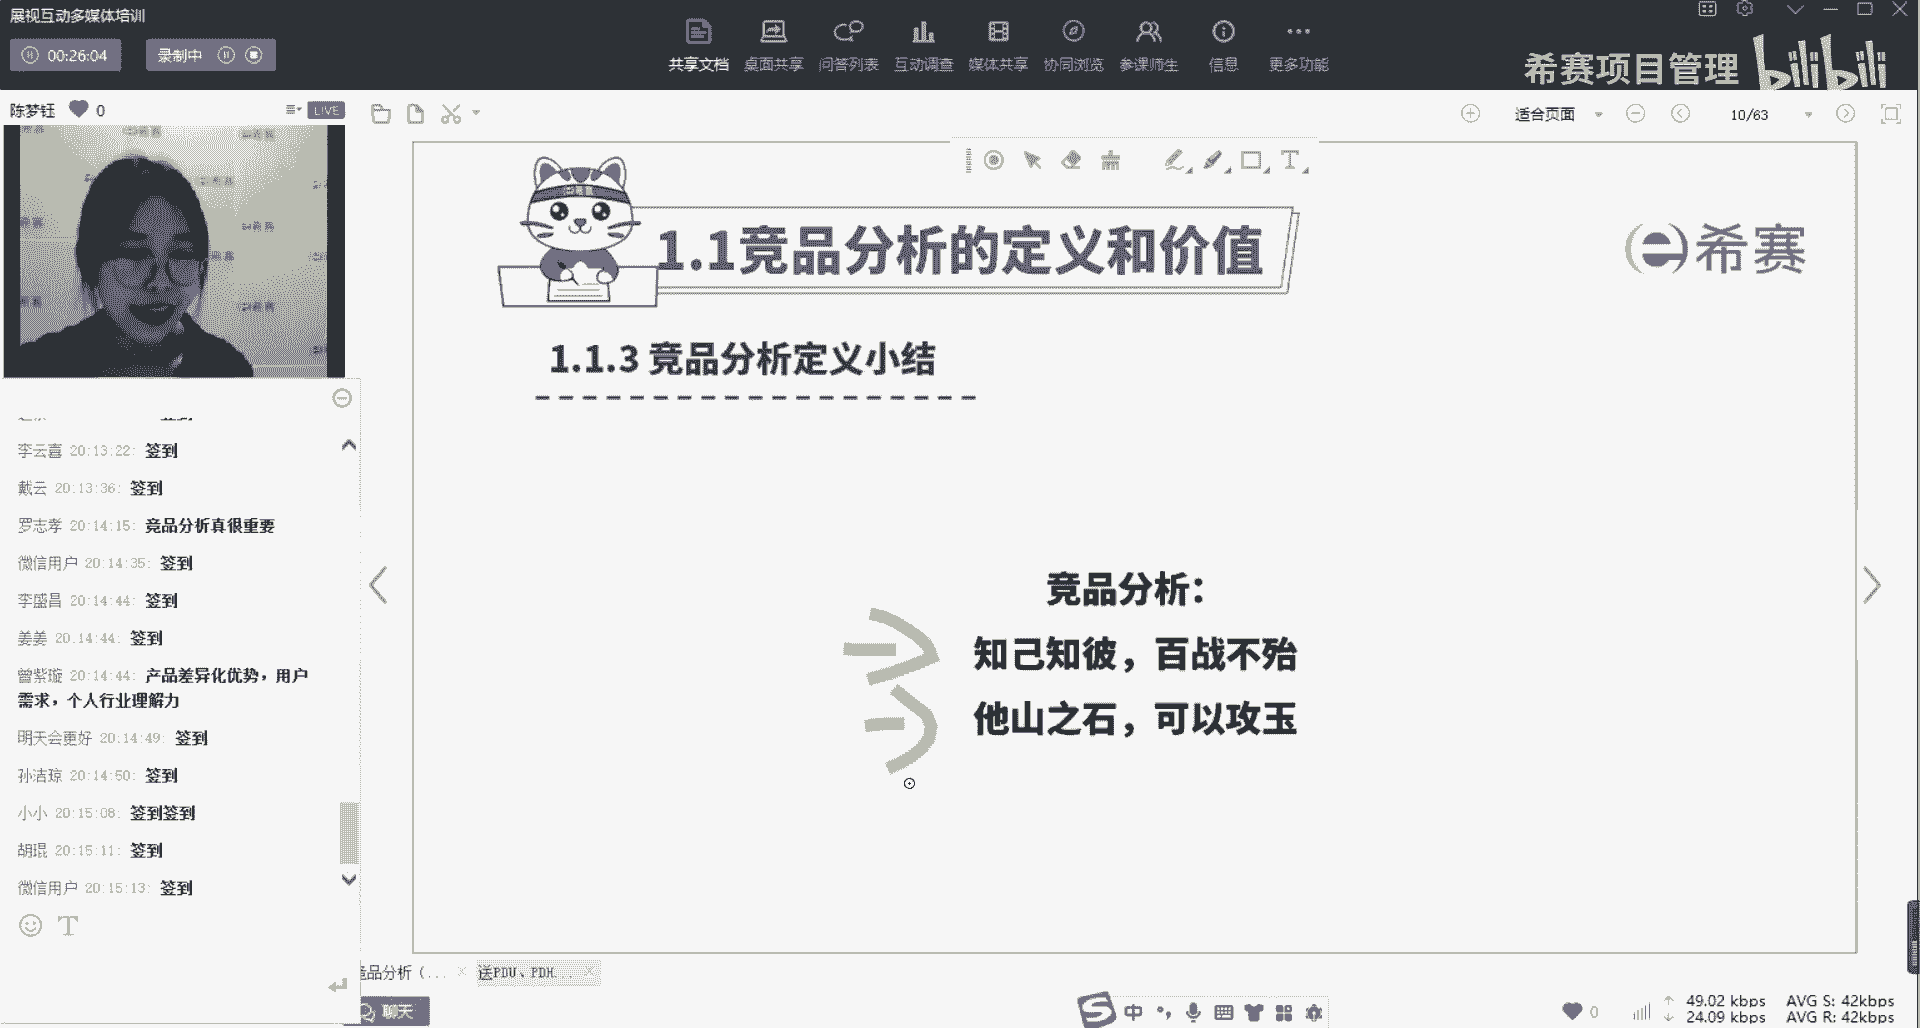 展视互动多媒体培训
00:26:04
录制中
共享文档
桌面共享
问答列表
互动调查
媒体共享
协同浏览
参课师生
信息
更多功能
希赛项目管理
bilibili
陈梦钰
0
LIVE
适合页面
10/63
1.1竞品分析的定义和价值
希赛
1.1.3 竞品分析定义小结
竞品分析：
知己知彼，百战不殆
他山之石，可以攻玉
李云喜 20:13:22: 签到
戴云 20:13:36: 签到
罗志孝 20:14:15: 竞品分析真很重要
微信用户 20:14:35: 签到
李盛昌 20:14:44: 签到
姜姜 20:14:44: 签到
曾紫璇 20:14:44: 产品差异化优势，用户
需求，个人行业理解力
明天会更好 20:14:49: 签到
孙洁琼 20:14:50: 签到
小小 20:15:08: 签到签到
胡琨 20:15:11: 签到
微信用户 20:15:13: 签到
品分析（...
送PDU、PDH...
聊天
中
0
49.02 kbps
AVG S: 42kbps
24.09 kbps
AVG R: 42kbps